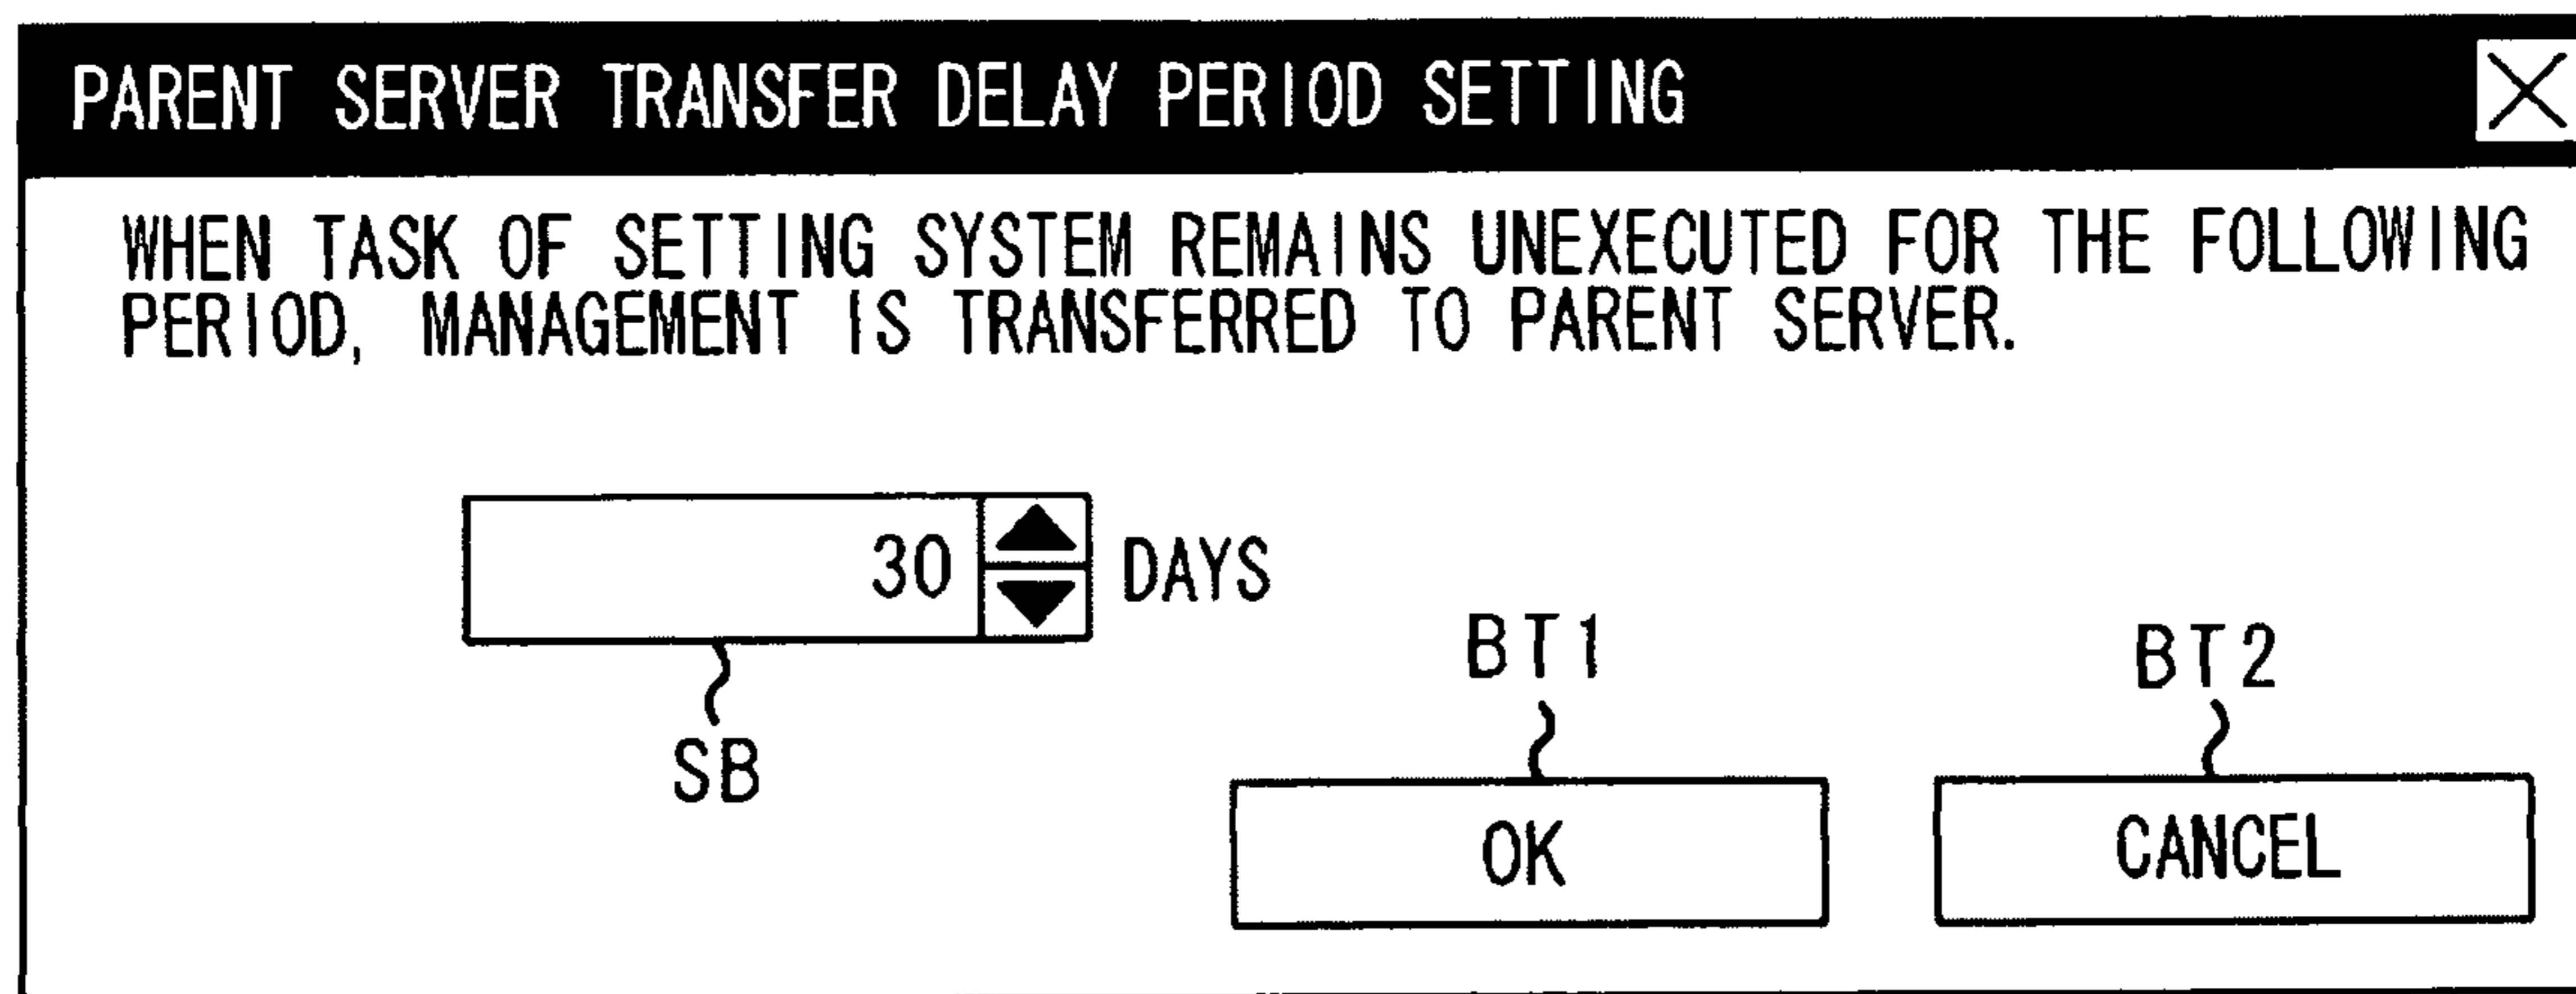 PARENT SERVER TRANSFER DELAY PERIOD SETTING
WHEN TASK OF SETTING SYSTEM REMAINS UNEXECUTED FOR THE FOLLOWING
PERIOD, MANAGEMENT IS TRANSFERRED TO PARENT SERVER.
30 DAYS
SB
BT1
BT2
OK
CANCEL